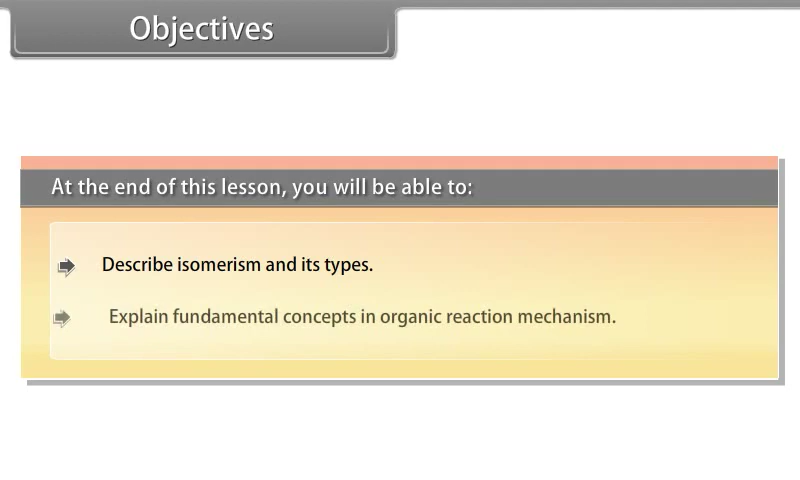 Objectives
At the end of this lesson, you will be able to:
Describe isomerism and its types.
Explain fundamental concepts in organic reaction mechanism.